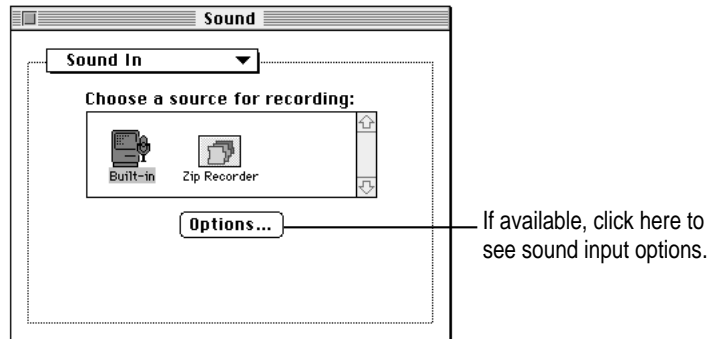 Sound
Sound In
Choose a source for recording:
Built-in
Zip Recorder
Options...
If available, click here to
see sound input options.